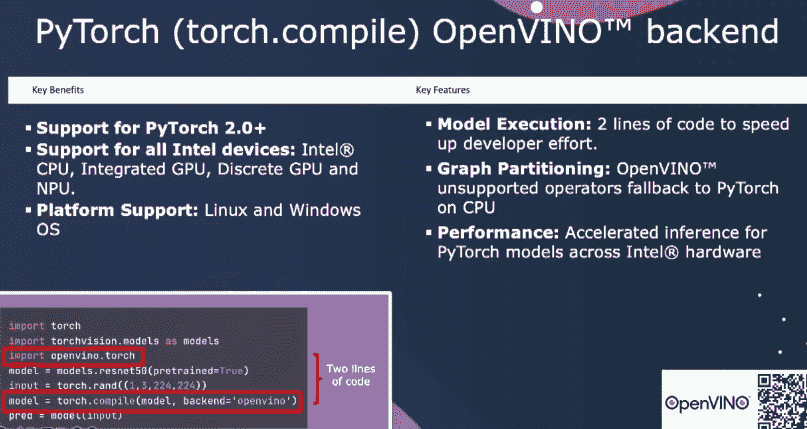 PyTorch (torch.compile) OpenVINO™ backend
Key Benefits
Key Features
▪ Support for PyTorch 2.0+
▪ Support for all Intel devices: Intel®
CPU, Integrated GPU, Discrete GPU and
NPU.
▪ Platform Support: Linux and Windows
OS
▪ Model Execution: 2 lines of code to speed
up developer effort.
▪ Graph Partitioning: OpenVINO™
unsupported operators fallback to PyTorch
on CPU
▪ Performance: Accelerated inference for
PyTorch models across Intel® hardware
import torch
import torchvision.models as models
import openvino.torch
model = models.resnet50(pretrained=True)
input = torch.rand((1,3,224,224))
model = torch.compile(model, backend='openvino')
pred = model(input)
Two lines
of code
OpenVINO™